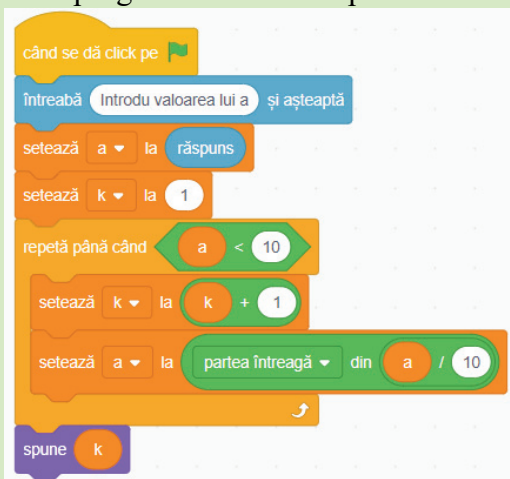 când se dă click pe
întreabă Introdu valoarea lui a și așteaptă
setează a la răspuns
setează k la 1
repetă până când a < 10
setează k la k + 1
setează a la partea întreagă din a / 10
spune k